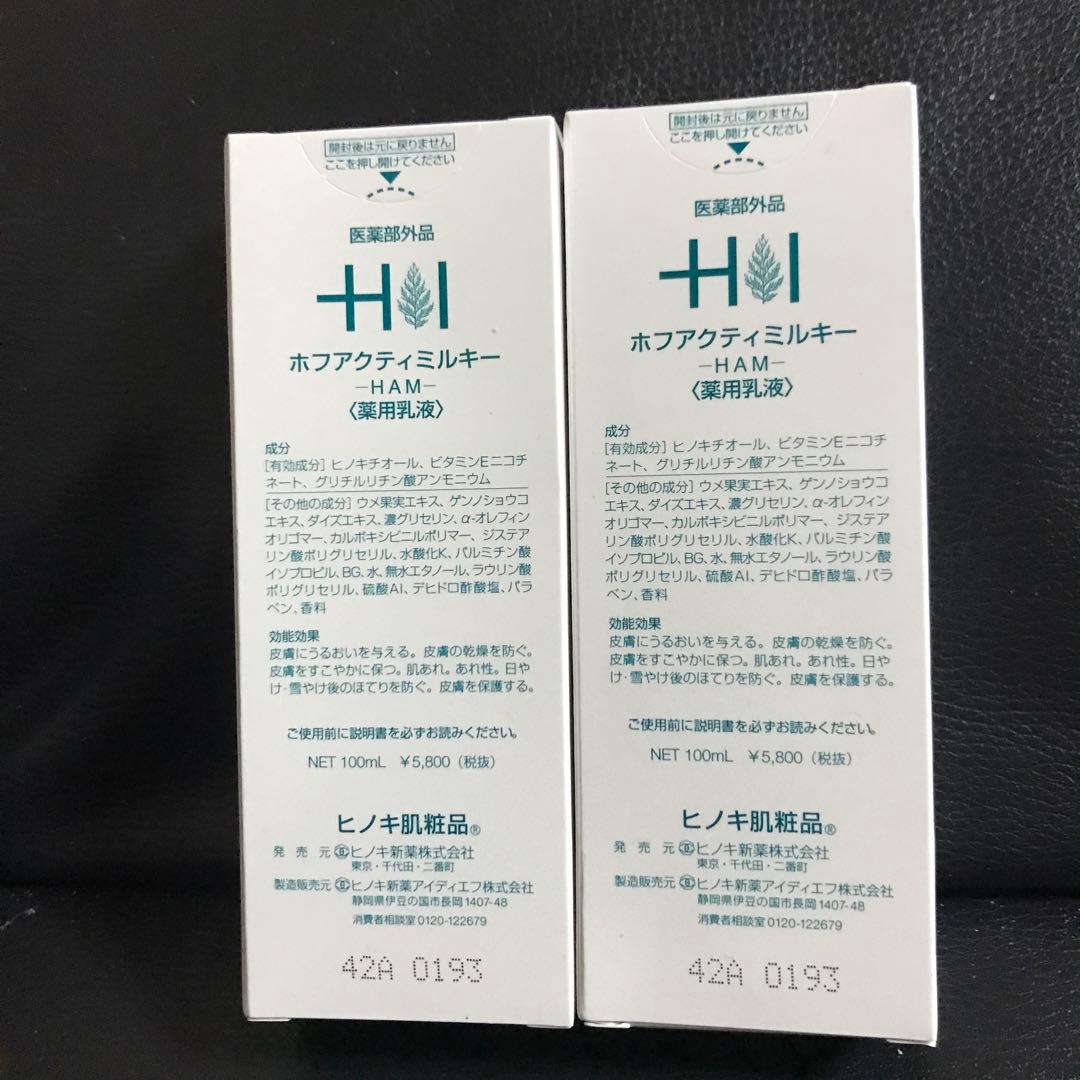 開封後は元に戻りません
ここを押し開けてください
医薬部外品
HI
ホフアクティミルキー
—HAM—
〈薬用乳液〉
成分
[有効成分] ヒノキチオール、ビタミンEニコチ
ネート、グリチルリチン酸アンモニウム
[その他の成分] ウメ果実エキス、ゲンノショウコ
エキス、ダイズエキス、濃グリセリン、α-オレフィン
オリゴマー、カルボキシビニルポリマー、ジステア
リン酸ポリグリセリル、水酸化K、パルミチン酸
イソプロピル、BG、水、無水エタノール、ラウリン酸
ポリグリセリル、硫酸Al、デヒドロ酢酸塩、パラ
ベン、香料
効能効果
皮膚にうるおいを与える。皮膚の乾燥を防ぐ。
皮膚をすこやかに保つ。肌あれ。あれ性。日や
け・雪やけ後のほてりを防ぐ。皮膚を保護する。
ご使用前に説明書を必ずお読みください。
NET 100mL ￥5,800（税抜）
ヒノキ肌粧品®
発売元 ヒノキ新薬株式会社
東京・千代田・二番町
製造販売元 ヒノキ新薬アイディエフ株式会社
静岡県伊豆の国市長岡1407-48
消費者相談室0120-122679
42A 0193
開封後は元に戻りません
ここを押し開けてください
医薬部外品
HI
ホフアクティミルキー
—HAM—
〈薬用乳液〉
成分
[有効成分] ヒノキチオール、ビタミンEニコチ
ネート、グリチルリチン酸アンモニウム
[その他の成分] ウメ果実エキス、ゲンノショウコ
エキス、ダイズエキス、濃グリセリン、α-オレフィン
オリゴマー、カルボキシビニルポリマー、ジステア
リン酸ポリグリセリル、水酸化K、パルミチン酸
イソプロピル、BG、水、無水エタノール、ラウリン酸
ポリグリセリル、硫酸Al、デヒドロ酢酸塩、パラ
ベン、香料
効能効果
皮膚にうるおいを与える。皮膚の乾燥を防ぐ。
皮膚をすこやかに保つ。肌あれ。あれ性。日や
け・雪やけ後のほてりを防ぐ。皮膚を保護する。
ご使用前に説明書を必ずお読みください。
NET 100mL ￥5,800（税抜）
ヒノキ肌粧品®
発売元 ヒノキ新薬株式会社
東京・千代田・二番町
製造販売元 ヒノキ新薬アイディエフ株式会社
静岡県伊豆の国市長岡1407-48
消費者相談室0120-122679
42A 0193